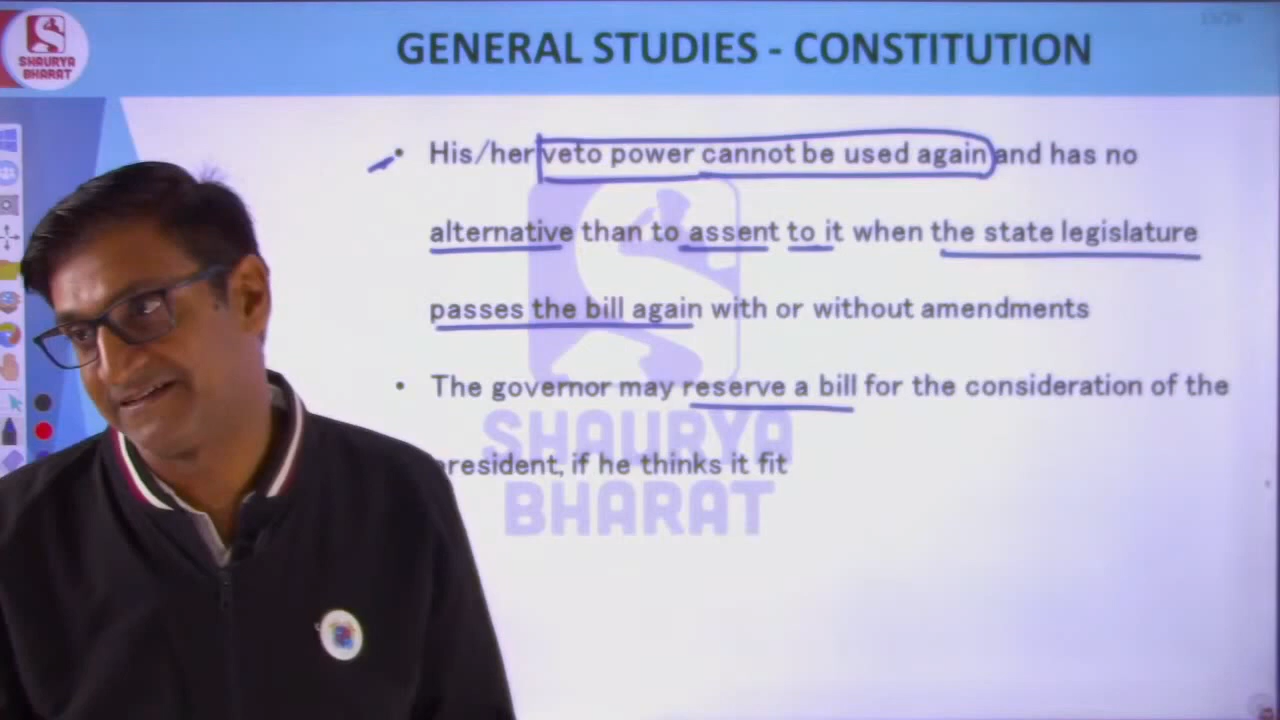 SHAURYA
BHARAT
GENERAL STUDIES - CONSTITUTION
• His/her veto power cannot be used again and has no
alternative than to assent to it when the state legislature
passes the bill again with or without amendments
• The governor may reserve a bill for the consideration of the
president, if he thinks it fit
SHAURYA
BHARAT